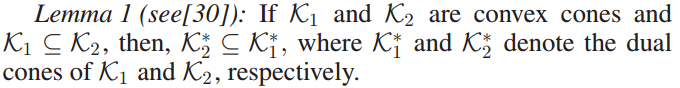 Lemma 1 (see[30]): If 𝒦₁ and 𝒦₂ are convex cones and
𝒦₁ ⊆ 𝒦₂, then, 𝒦₂* ⊆ 𝒦₁*, where 𝒦₁* and 𝒦₂* denote the dual
cones of 𝒦₁ and 𝒦₂, respectively.